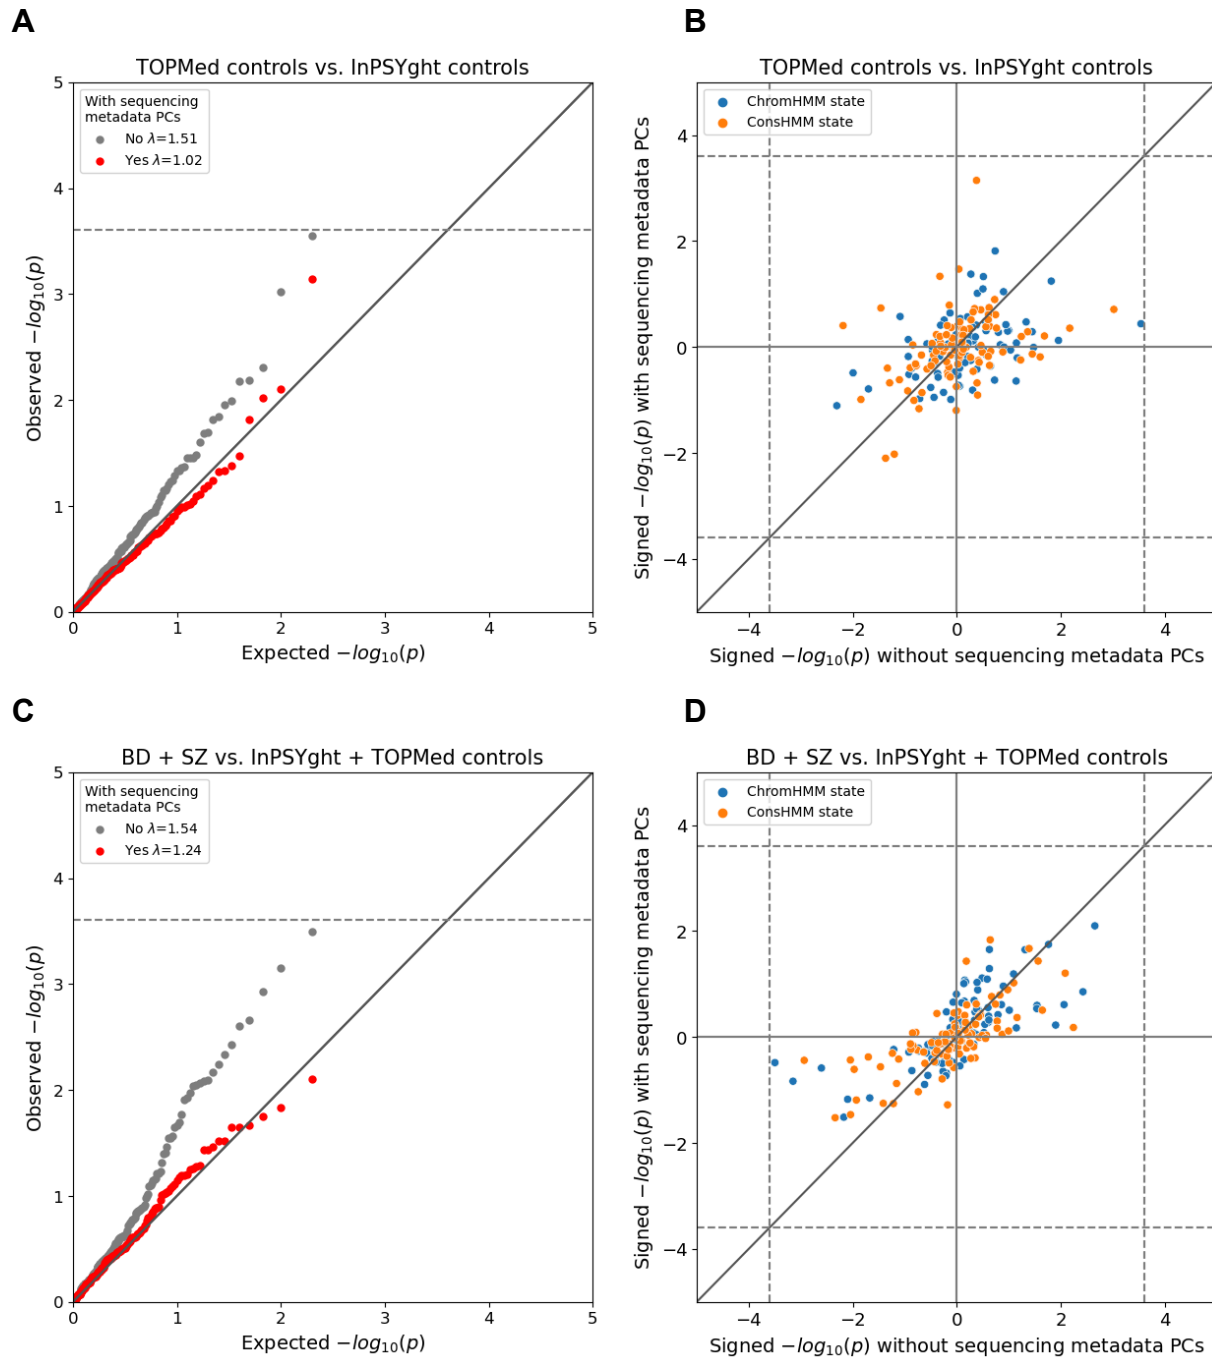 A
TOPMed controls vs. InPSYght controls
With sequencing
metadata PCs
No λ=1.51
Yes λ=1.02
Observed −log10(p)
5
4
3
2
1
0
0 1 2 3 4 5
Expected −log10(p)
B
TOPMed controls vs. InPSYght controls
ChromHMM state
ConsHMM state
Signed −log10(p) with sequencing metadata PCs
4
2
0
−2
−4
−4 −2 0 2 4
Signed −log10(p) without sequencing metadata PCs
C
BD + SZ vs. InPSYght + TOPMed controls
With sequencing
metadata PCs
No λ=1.54
Yes λ=1.24
Observed −log10(p)
5
4
3
2
1
0
0 1 2 3 4 5
Expected −log10(p)
D
BD + SZ vs. InPSYght + TOPMed controls
ChromHMM state
ConsHMM state
Signed −log10(p) with sequencing metadata PCs
4
2
0
−2
−4
−4 −2 0 2 4
Signed −log10(p) without sequencing metadata PCs